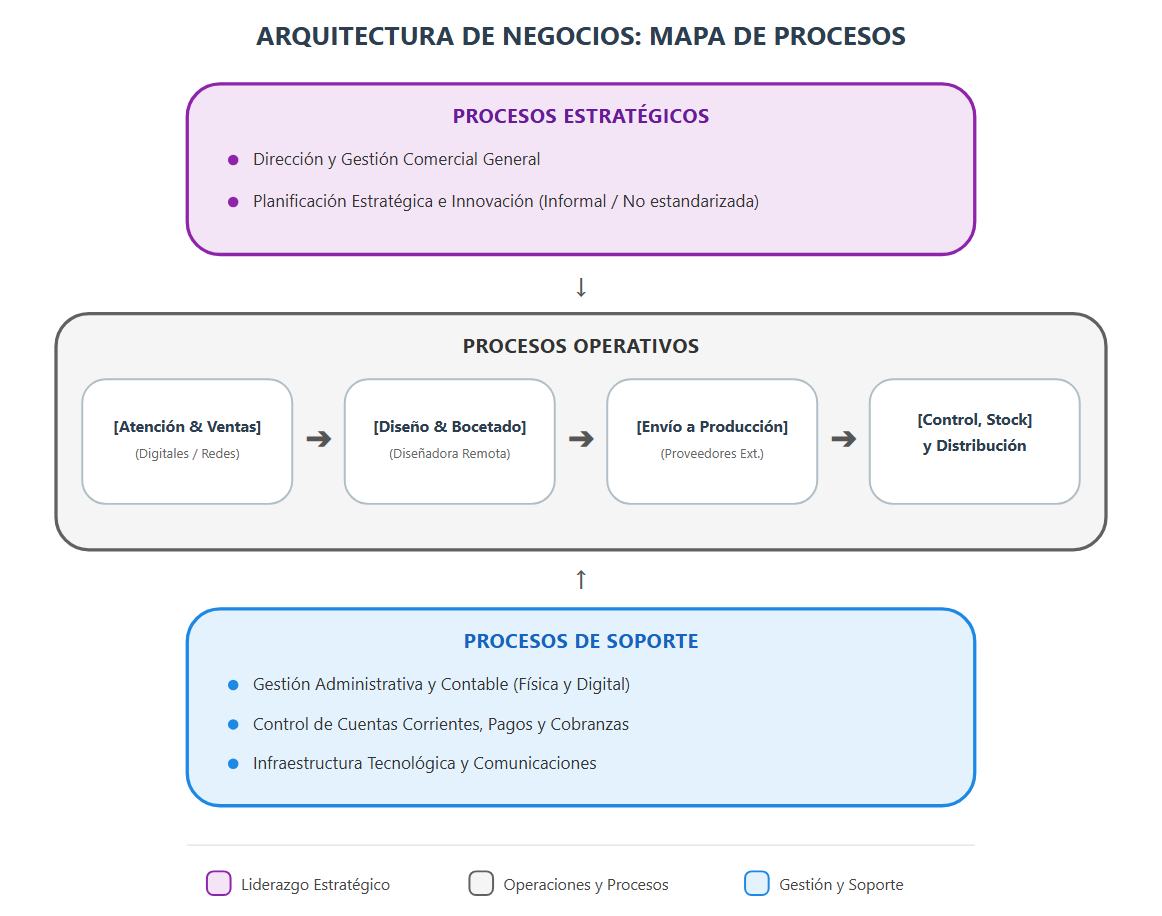 ARQUITECTURA DE NEGOCIOS: MAPA DE PROCESOS
PROCESOS ESTRATÉGICOS
Dirección y Gestión Comercial General
Planificación Estratégica e Innovación (Informal / No estandarizada)
↓
PROCESOS OPERATIVOS
[Atención & Ventas]
(Digitales / Redes)
➔
[Diseño & Bocetado]
(Diseñadora Remota)
➔
[Envío a Producción]
(Proveedores Ext.)
➔
[Control, Stock]
y Distribución
↑
PROCESOS DE SOPORTE
Gestión Administrativa y Contable (Física y Digital)
Control de Cuentas Corrientes, Pagos y Cobranzas
Infraestructura Tecnológica y Comunicaciones
Liderazgo Estratégico
Operaciones y Procesos
Gestión y Soporte